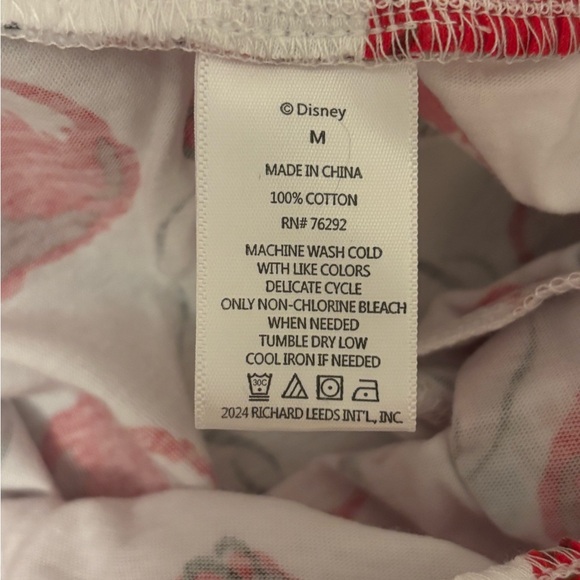 © Disney
M
MADE IN CHINA
100% COTTON
RN# 76292
MACHINE WASH COLD
WITH LIKE COLORS
DELICATE CYCLE
ONLY NON-CHLORINE BLEACH
WHEN NEEDED
TUMBLE DRY LOW
COOL IRON IF NEEDED
30C
2024 RICHARD LEEDS INT'L, INC.